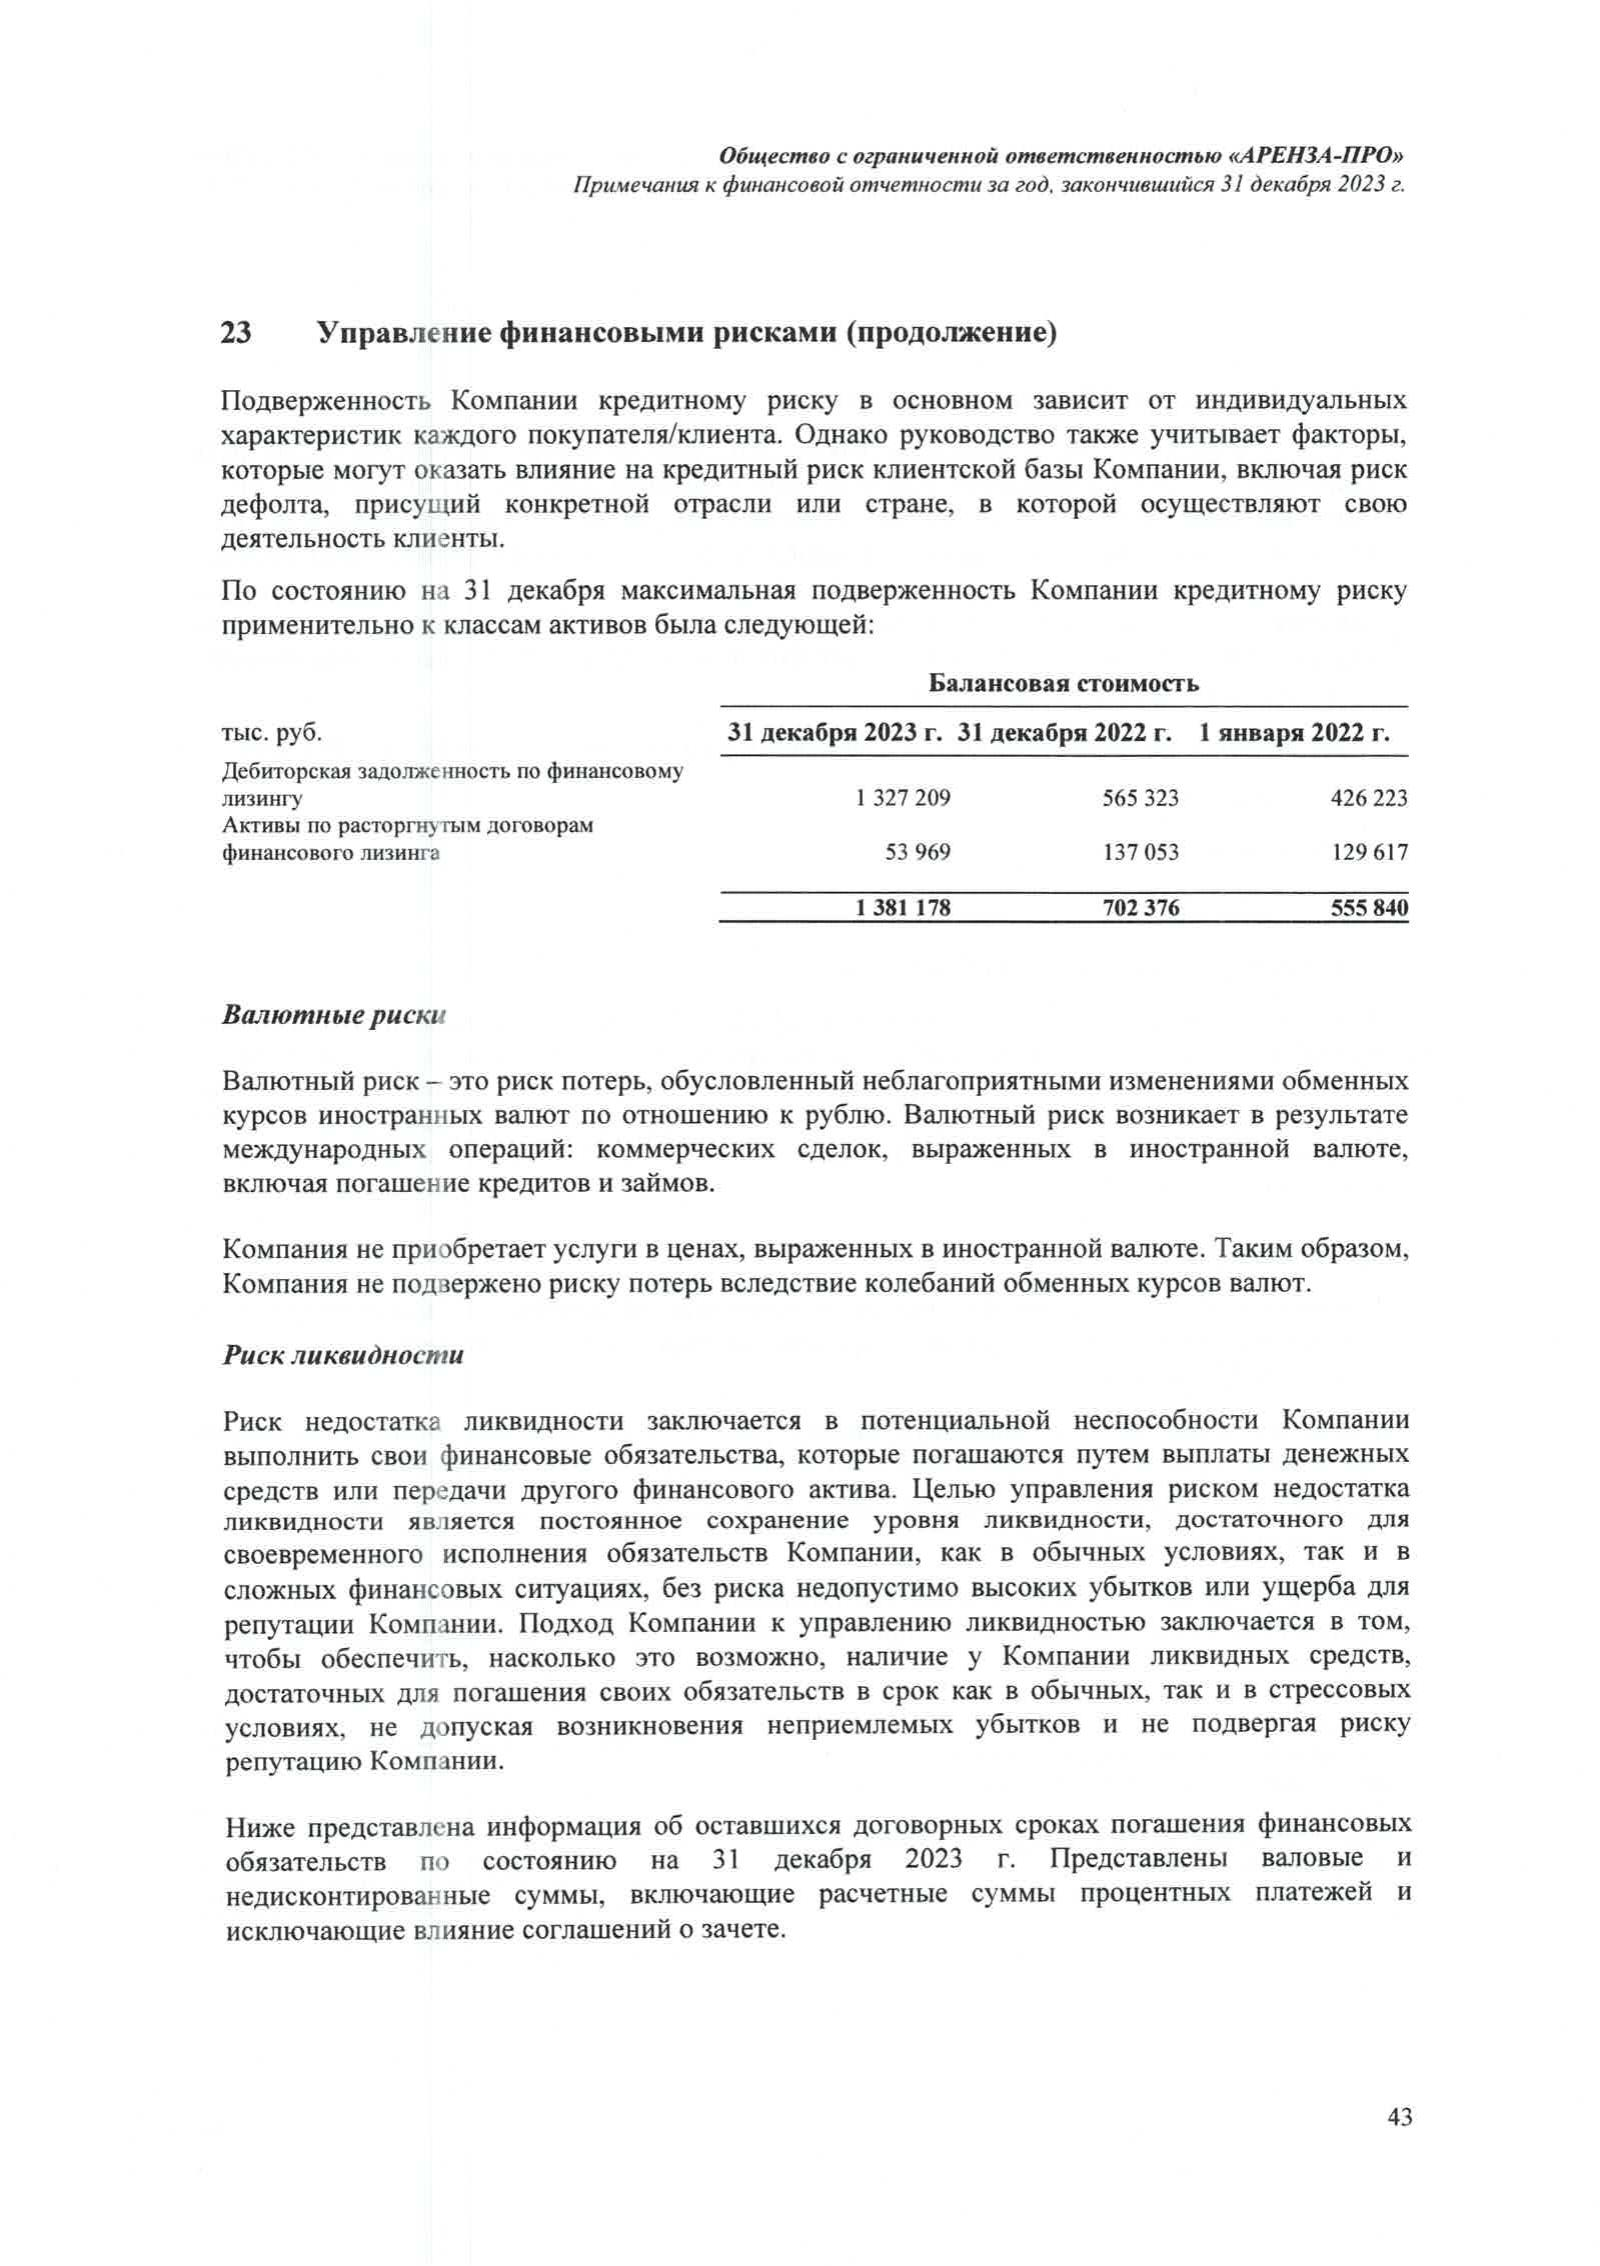 Общество с ограниченной ответственностью «АРЕНЗА-ПРО»
Примечания к финансовой отчетности за год, закончившийся 31 декабря 2023 г.
23 Управление финансовыми рисками (продолжение)
Подверженность Компании кредитному риску в основном зависит от индивидуальных
характеристик каждого покупателя/клиента. Однако руководство также учитывает факторы,
которые могут оказать влияние на кредитный риск клиентской базы Компании, включая риск
дефолта, присущий конкретной отрасли или стране, в которой осуществляют свою
деятельность клиенты.
По состоянию на 31 декабря максимальная подверженность Компании кредитному риску
применительно к классам активов была следующей:
Балансовая стоимость
тыс. руб. 31 декабря 2023 г. 31 декабря 2022 г. 1 января 2022 г.
Дебиторская задолженность по финансовому
лизингу 1 327 209 565 323 426 223
Активы по расторгнутым договорам
финансового лизинга 53 969 137 053 129 617
1 381 178 702 376 555 840
Валютные риски
Валютный риск – это риск потерь, обусловленный неблагоприятными изменениями обменных
курсов иностранных валют по отношению к рублю. Валютный риск возникает в результате
международных операций: коммерческих сделок, выраженных в иностранной валюте,
включая погашение кредитов и займов.
Компания не приобретает услуги в ценах, выраженных в иностранной валюте. Таким образом,
Компания не подвержено риску потерь вследствие колебаний обменных курсов валют.
Риск ликвидности
Риск недостатка ликвидности заключается в потенциальной неспособности Компании
выполнить свои финансовые обязательства, которые погашаются путем выплаты денежных
средств или передачи другого финансового актива. Целью управления риском недостатка
ликвидности является постоянное сохранение уровня ликвидности, достаточного для
своевременного исполнения обязательств Компании, как в обычных условиях, так и в
сложных финансовых ситуациях, без риска недопустимо высоких убытков или ущерба для
репутации Компании. Подход Компании к управлению ликвидностью заключается в том,
чтобы обеспечить, насколько это возможно, наличие у Компании ликвидных средств,
достаточных для погашения своих обязательств в срок как в обычных, так и в стрессовых
условиях, не допуская возникновения неприемлемых убытков и не подвергая риску
репутацию Компании.
Ниже представлена информация об оставшихся договорных сроках погашения финансовых
обязательств по состоянию на 31 декабря 2023 г. Представлены валовые и
недисконтированные суммы, включающие расчетные суммы процентных платежей и
исключающие влияние соглашений о зачете.
43